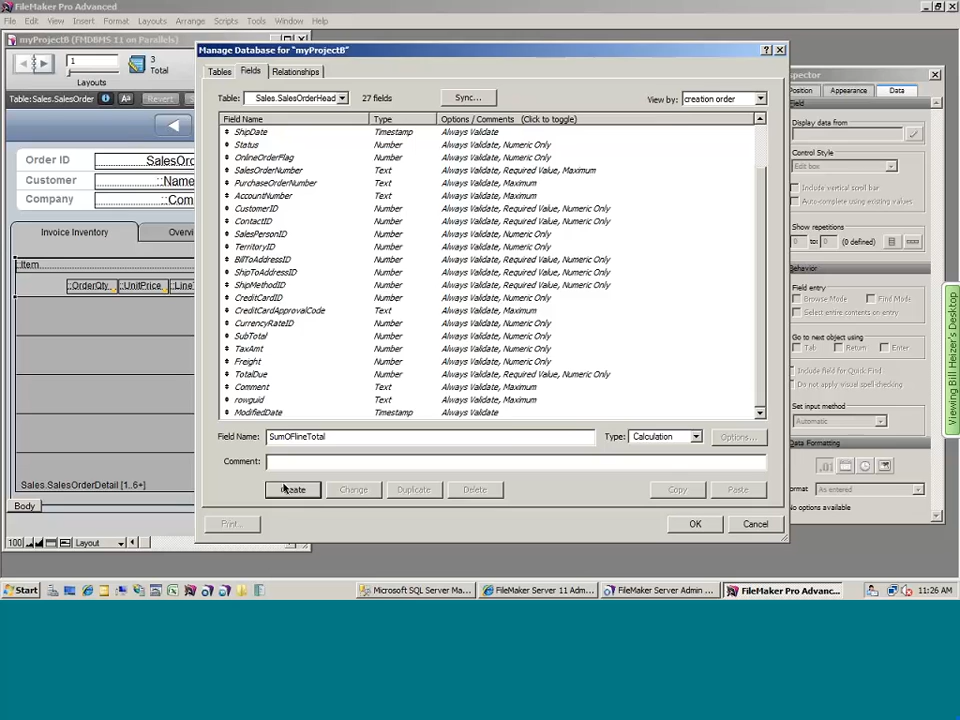 FileMaker Pro Advanced
File Edit View Insert Format Layouts Arrange Scripts Tools Window Help
myProjectB (FMDBMS 11 on Parallels)
1
3
Total
Layouts
Table: Sales.SalesOrder
Revert
Order ID
SalesOrd
Customer
::Name
Company
::Com
Invoice Inventory
Overvi
::Item
::OrderQty
::UnitPrice
::Line
Sales.SalesOrderDetail [1..6+]
Body
100
Layout
Manage Database for "myProjectB"
Tables Fields Relationships
Table: Sales.SalesOrderHead
27 fields
Sync...
View by: creation order
Field Name Type Options / Comments (Click to toggle)
ShipDate Timestamp Always Validate
Status Number Always Validate, Numeric Only
OnlineOrderFlag Number Always Validate, Numeric Only
SalesOrderNumber Text Always Validate, Required Value, Maximum
PurchaseOrderNumber Text Always Validate, Maximum
AccountNumber Text Always Validate, Maximum
CustomerID Number Always Validate, Required Value, Numeric Only
ContactID Number Always Validate, Required Value, Numeric Only
SalesPersonID Number Always Validate, Numeric Only
TerritoryID Number Always Validate, Numeric Only
BillToAddressID Number Always Validate, Required Value, Numeric Only
ShipToAddressID Number Always Validate, Required Value, Numeric Only
ShipMethodID Number Always Validate, Required Value, Numeric Only
CreditCardID Number Always Validate, Numeric Only
CreditCardApprovalCode Text Always Validate, Maximum
CurrencyRateID Number Always Validate, Numeric Only
SubTotal Number Always Validate, Numeric Only
TaxAmt Number Always Validate, Numeric Only
Freight Number Always Validate, Numeric Only
TotalDue Number Always Validate, Required Value, Numeric Only
Comment Text Always Validate, Maximum
rowguid Text Always Validate, Maximum
ModifiedDate Timestamp Always Validate
Field Name: SumOFlineTotal
Type: Calculation
Options...
Comment:
Create Change Duplicate Delete Copy Paste
Print...
OK Cancel
spector
Position Appearance Data
Field
Display data from
Control Style
Edit box
Include vertical scroll bar
Auto-complete using existing values
Show repetitions
0 to: 0 (0 defined)
Behavior
Field entry
Browse Mode Find Mode
Select entire contents on entry
Go to next object using
Tab Return Enter
Include field for Quick Find
Do not apply visual spell checking
Set input method
Automatic
Data Formatting
ormat As entered
No options available
Viewing Bill Heizer's Desktop
Start
Microsoft SQL Server Ma...
FileMaker Server 11 Adm...
FileMaker Server Admin ...
FileMaker Pro Advanc...
11:26 AM